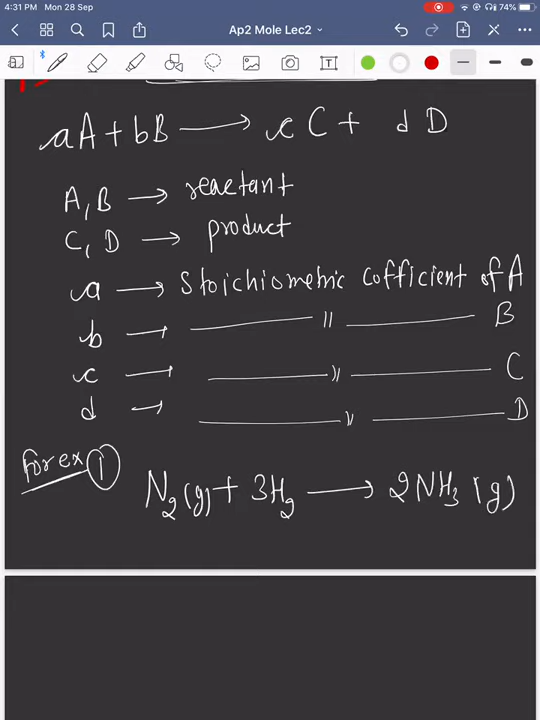 4:31 PM Mon 28 Sep
74%
Ap2 Mole Lec2
T
aA + bB → cC + dD
A, B → reactant
C, D → product
a → Stoichiometric cofficient of A
b → —— 〃 —— B
c → —— 〃 —— C
d → —— 〃 —— D
For ex ①
N₂(g) + 3H₂ → 2NH₃ (g)